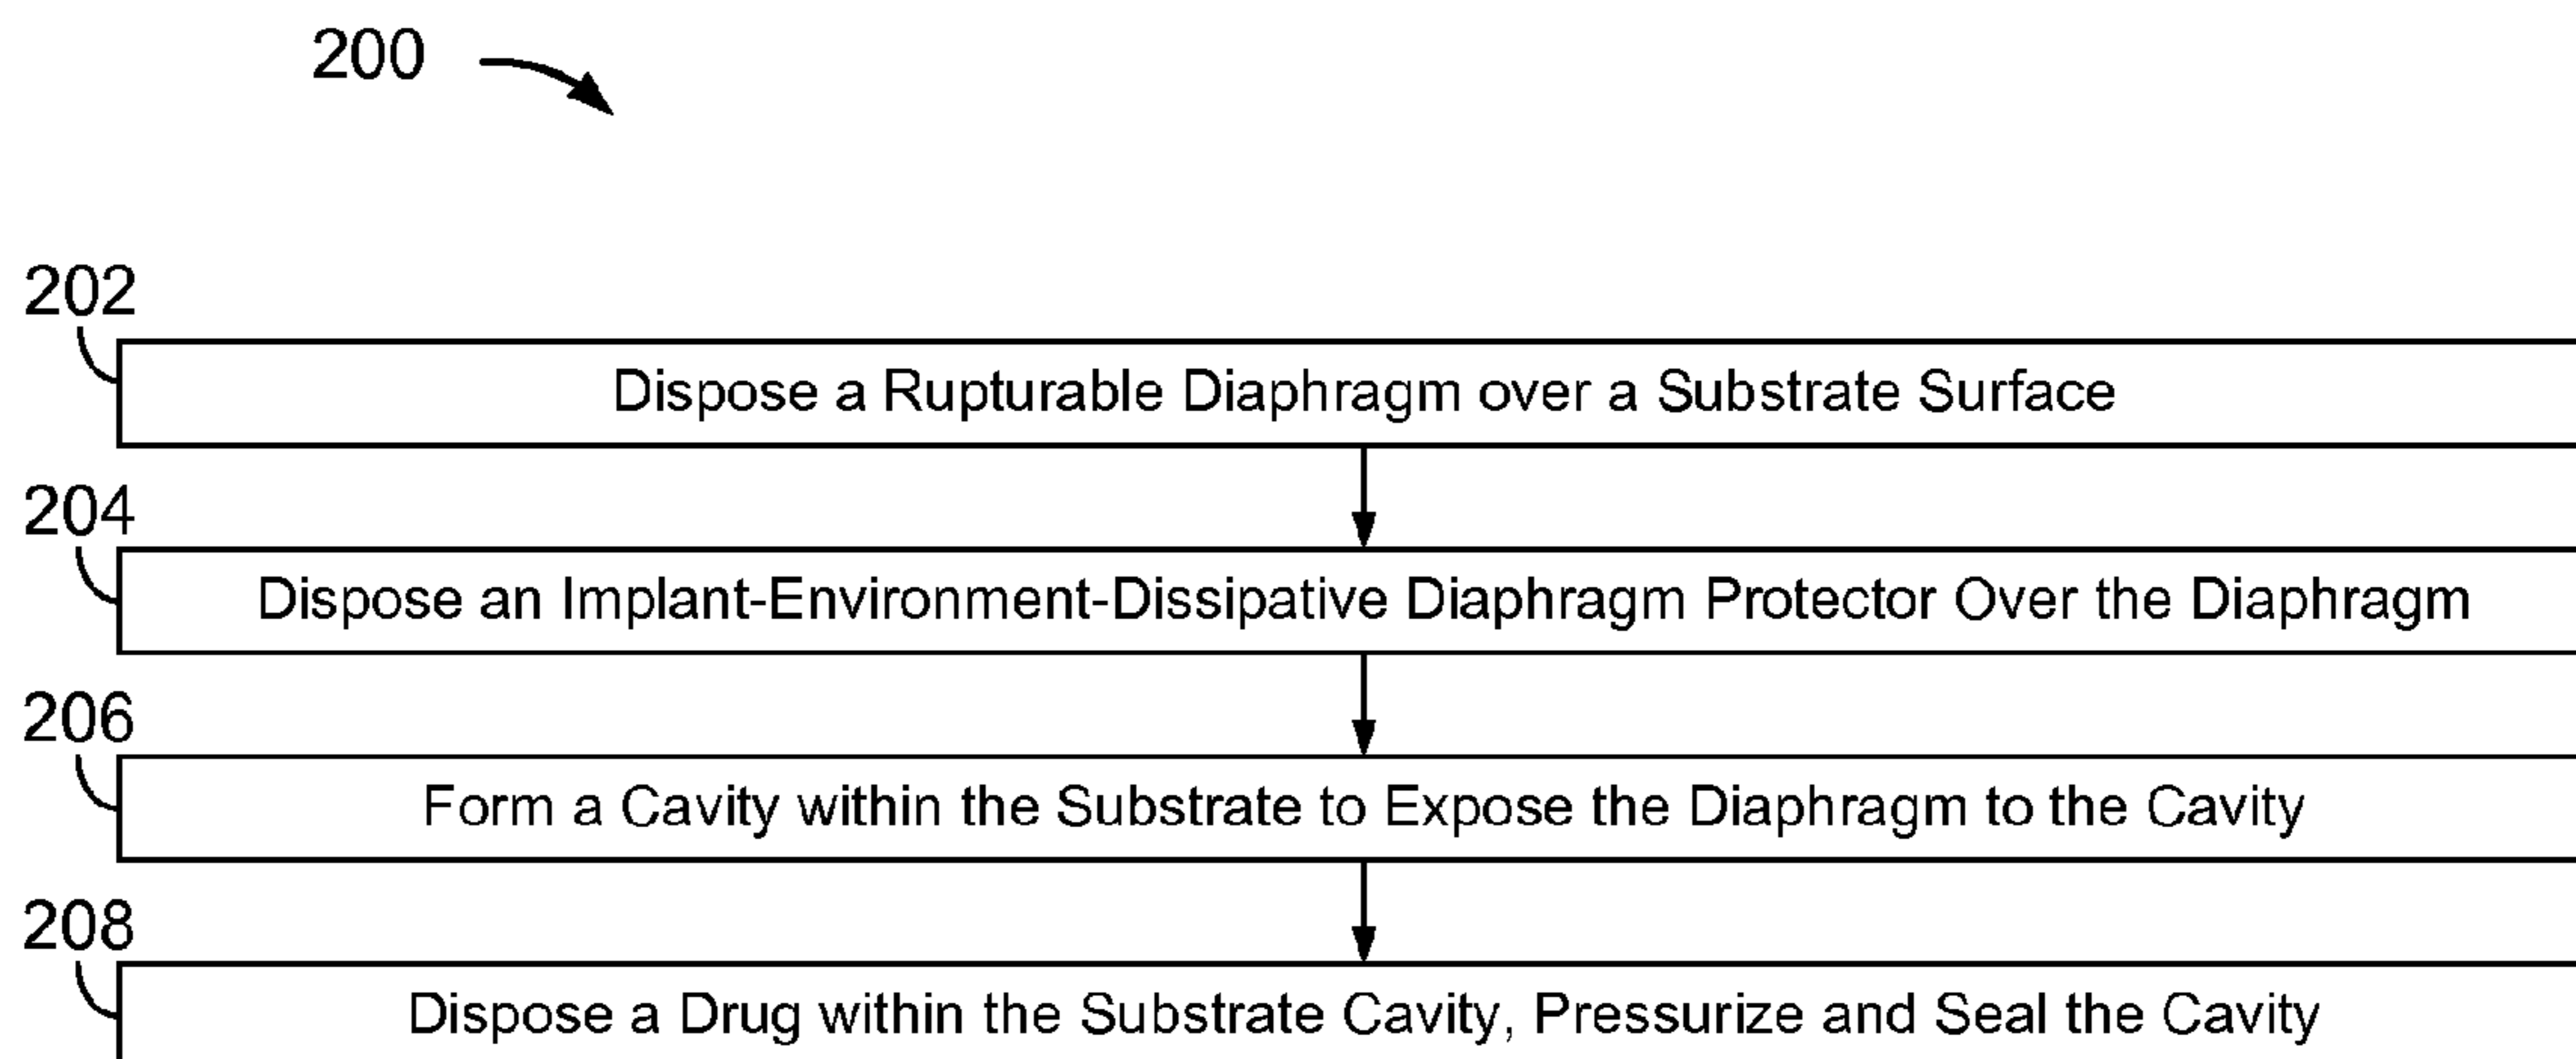 200
202
Dispose a Rupturable Diaphragm over a Substrate Surface
204
Dispose an Implant-Environment-Dissipative Diaphragm Protector Over the Diaphragm
206
Form a Cavity within the Substrate to Expose the Diaphragm to the Cavity
208
Dispose a Drug within the Substrate Cavity, Pressurize and Seal the Cavity